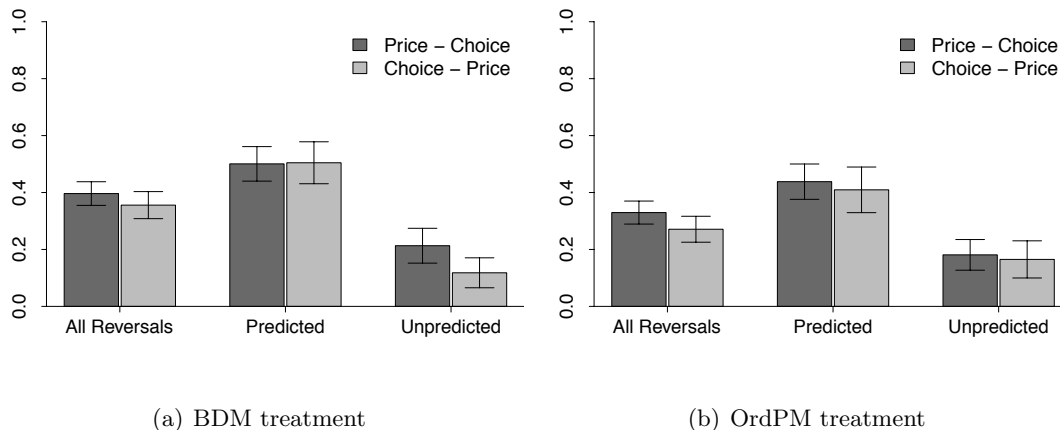 1.0
0.8
0.6
0.4
0.2
0.0
Price – Choice
Choice – Price
All Reversals Predicted Unpredicted
(a) BDM treatment
1.0
0.8
0.6
0.4
0.2
0.0
Price – Choice
Choice – Price
All Reversals Predicted Unpredicted
(b) OrdPM treatment